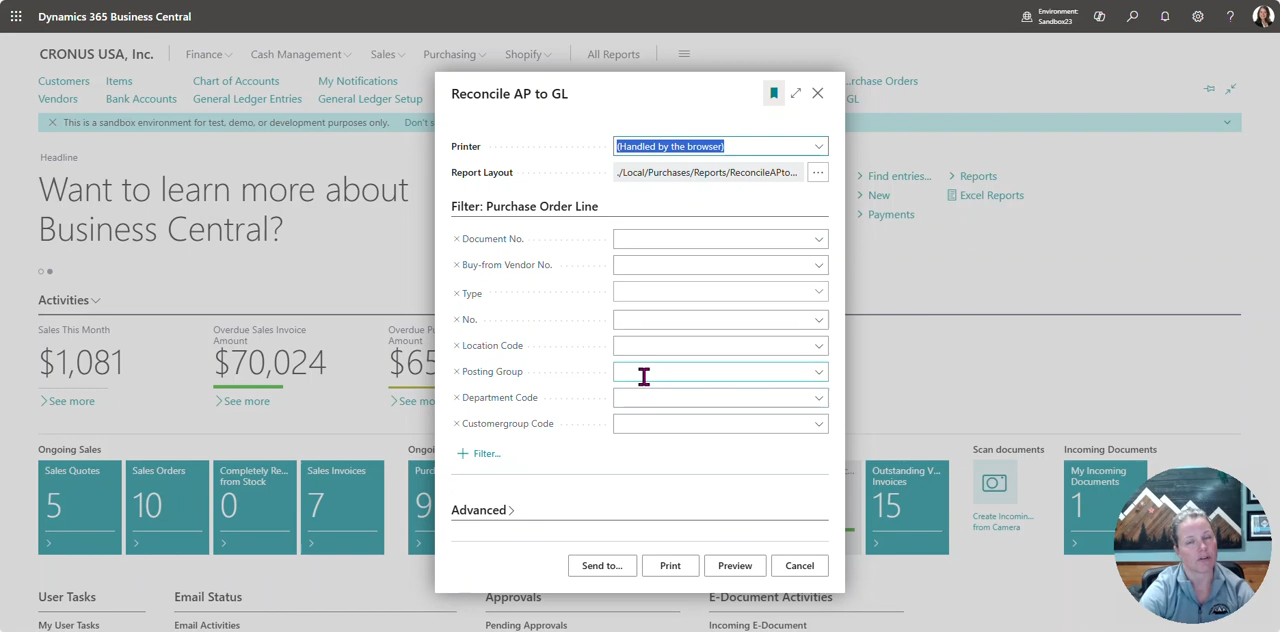 Dynamics 365 Business Central
Environment:
Sandbox23
CRONUS USA, Inc.
Finance
Cash Management
Sales
Purchasing
Shopify
All Reports
Customers
Items
Chart of Accounts
My Notifications
...rchase Orders
Vendors
Bank Accounts
General Ledger Entries
General Ledger Setup
GL
This is a sandbox environment for test, demo, or development purposes only.
Don't s
Headline
Want to learn more about
Business Central?
Find entries...
Reports
New
Excel Reports
Payments
Activities
Sales This Month
$1,081
See more
Overdue Sales Invoice
Amount
$70,024
See more
Overdue Pu
Amount
$65
See mo
Reconcile AP to GL
Printer
(Handled by the browser)
Report Layout
./Local/Purchases/Reports/ReconcileAPto...
Filter: Purchase Order Line
Document No.
Buy-from Vendor No.
Type
No.
Location Code
Posting Group
Department Code
Customergroup Code
Filter...
Advanced
Send to...
Print
Preview
Cancel
Ongoing Sales
Sales Quotes
5
Sales Orders
10
Completely Re...
from Stock
0
Sales Invoices
7
Ongoi
Purc
9
Outstanding V...
Invoices
15
Scan documents
Create Incomin...
from Camera
Incoming Documents
My Incoming
Documents
1
User Tasks
My User Tasks
Email Status
Email Activities
Approvals
Pending Approvals
E-Document Activities
Incoming E-Document